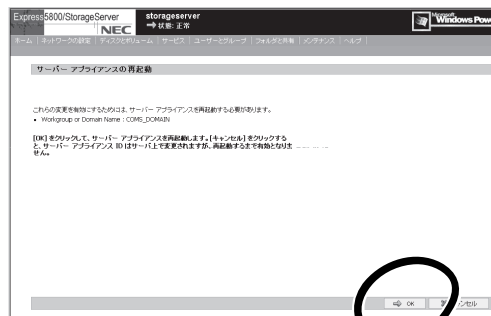 Express5800/StorageServer
NEC
storageserver
状態: 正常
Microsoft
Windows Pow
ホーム | ネットワークの設定 | ディスクとボリューム | サービス | ユーザーとグループ | フォルダと共有 | メンテナンス | ヘルプ |
サーバー アプライアンスの再起動
これらの変更を有効にするためには、サーバー アプライアンスを再起動する必要があります。
• Workgroup or Domain Name : COMS_DOMAIN
[OK] をクリックして、サーバー アプライアンスを再起動します。[キャンセル] をクリックする
と、サーバー アプライアンス ID はサーバ上で変更されますが、再起動するまで有効となりま
せん。
OK
ンセル